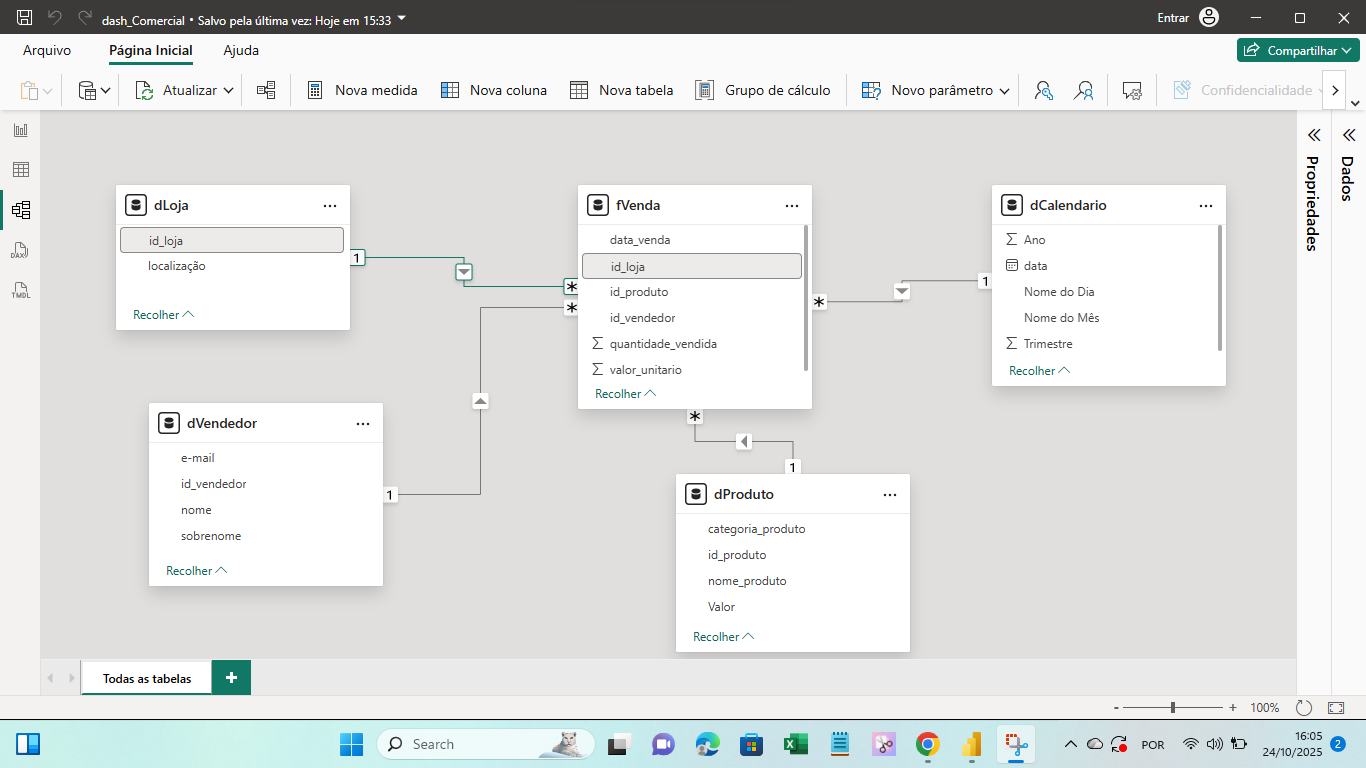 dash_Comercial • Salvo pela última vez: Hoje em 15:33
Entrar
Arquivo
Página Inicial
Ajuda
Compartilhar
Atualizar
Nova medida
Nova coluna
Nova tabela
Grupo de cálculo
Novo parâmetro
Confidencialidade
DAX
TMDL
Propriedades
Dados
dLoja
id_loja
localização
Recolher
1
*
fVenda
data_venda
id_loja
id_produto
id_vendedor
quantidade_vendida
valor_unitario
Recolher
*
*
1
dCalendario
Ano
data
Nome do Dia
Nome do Mês
Trimestre
Recolher
dVendedor
e-mail
id_vendedor
nome
sobrenome
Recolher
1
*
1
dProduto
categoria_produto
id_produto
nome_produto
Valor
Recolher
Todas as tabelas
+
- + 100%
Search
POR
16:05
24/10/2025
2